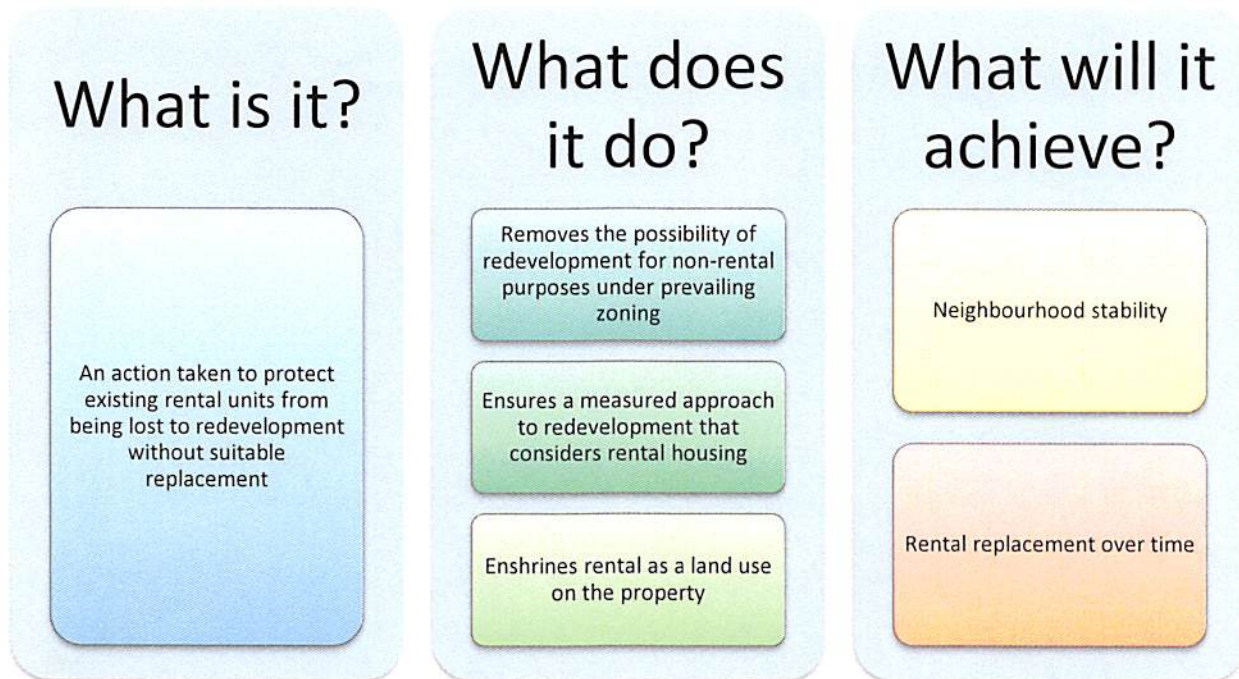 What is it?
An action taken to protect
existing rental units from
being lost to redevelopment
without suitable
replacement
What does
it do?
Removes the possibility of
redevelopment for non-rental
purposes under prevailing
zoning
Ensures a measured approach
to redevelopment that
considers rental housing
Enshrines rental as a land use
on the property
What will it
achieve?
Neighbourhood stability
Rental replacement over time